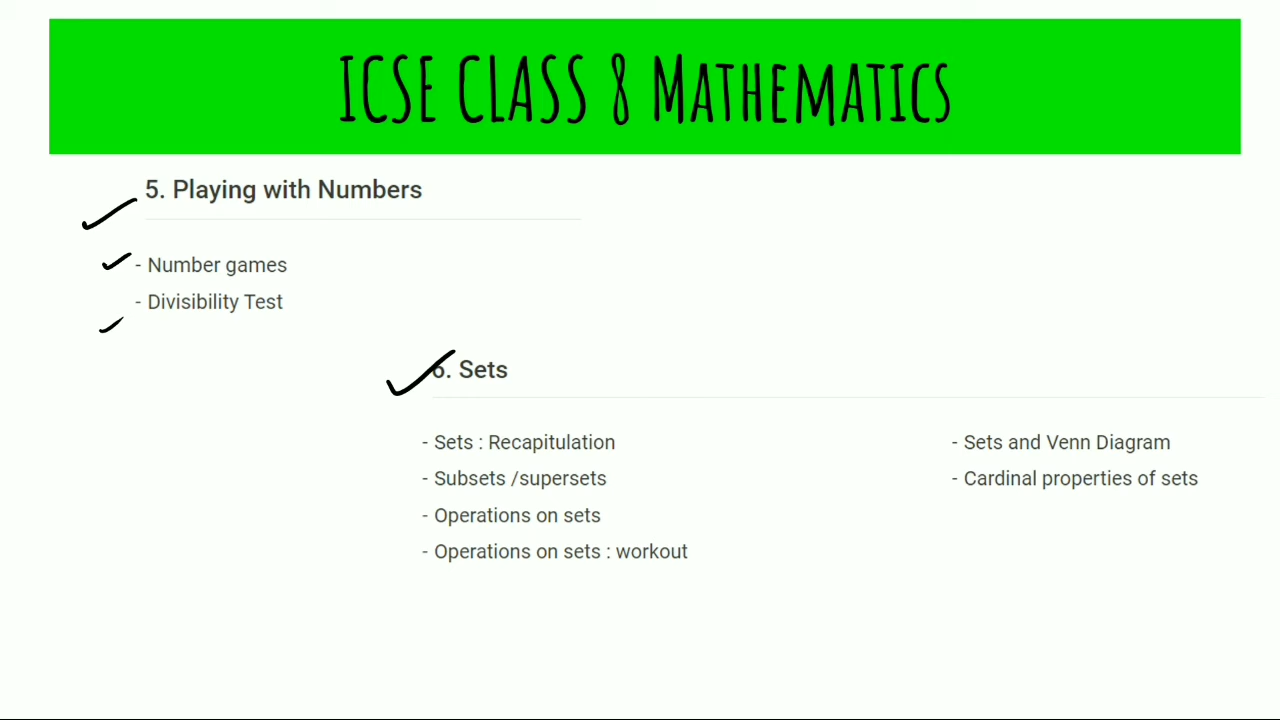 ICSE CLASS 8 MATHEMATICS
5. Playing with Numbers
- Number games
- Divisibility Test
6. Sets
- Sets : Recapitulation
- Subsets /supersets
- Operations on sets
- Operations on sets : workout
- Sets and Venn Diagram
- Cardinal properties of sets